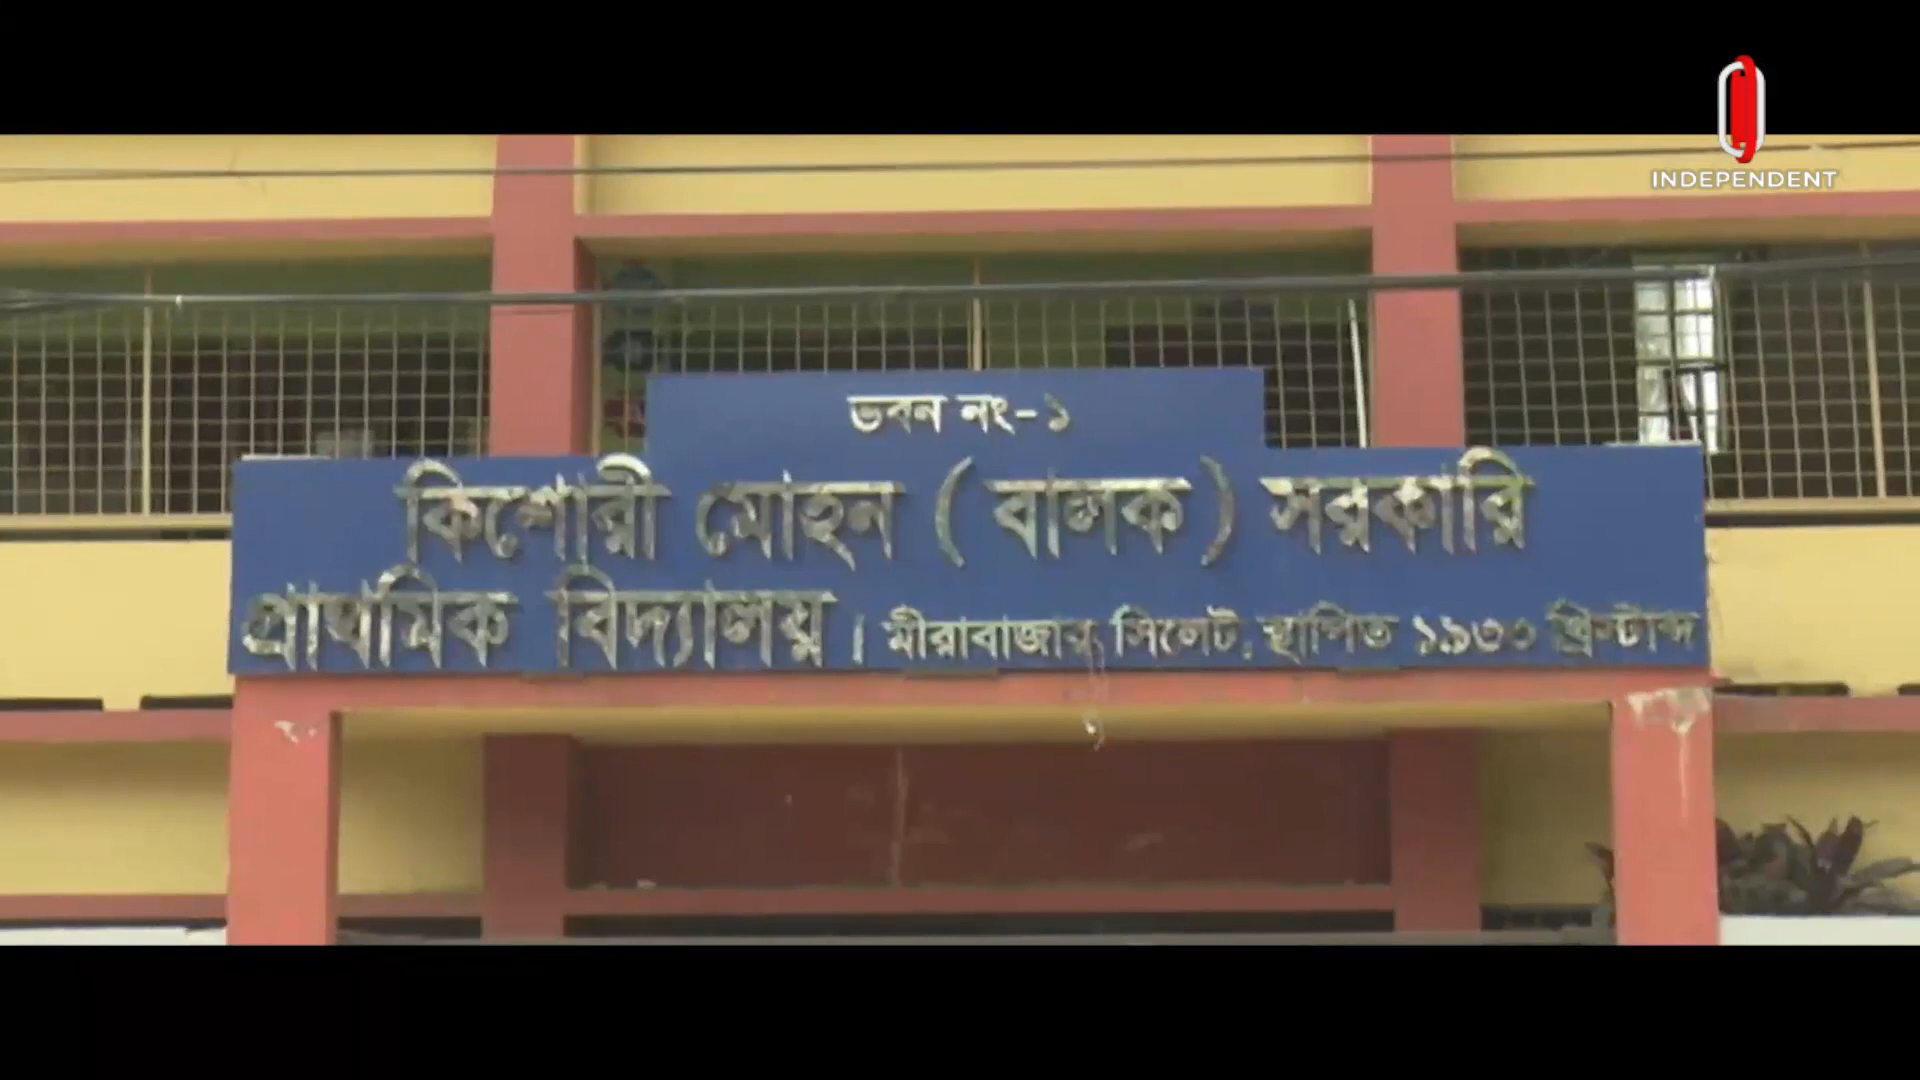 INDEPENDENT
ভবন নং-১
কিশোরী মোহন (বালক) সরকারি
প্রাথমিক বিদ্যালয়। মীরাবাজার, সিলেট, স্থাপিত ১৯৩০ খ্রিস্টাব্দ